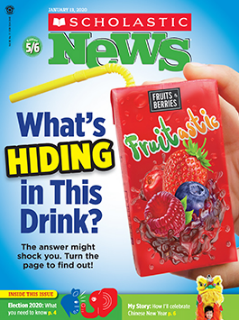 JANUARY 13, 2020
SCHOLASTIC
News
5/6
What's
HIDING
in This
Drink?
The answer might
shock you. Turn the
page to find out!
FRUITS &
BERRIES
Fruitastic
INSIDE THIS ISSUE
Election 2020: What
you need to know p. 4
My Story: How I'll celebrate
Chinese New Year p. 6